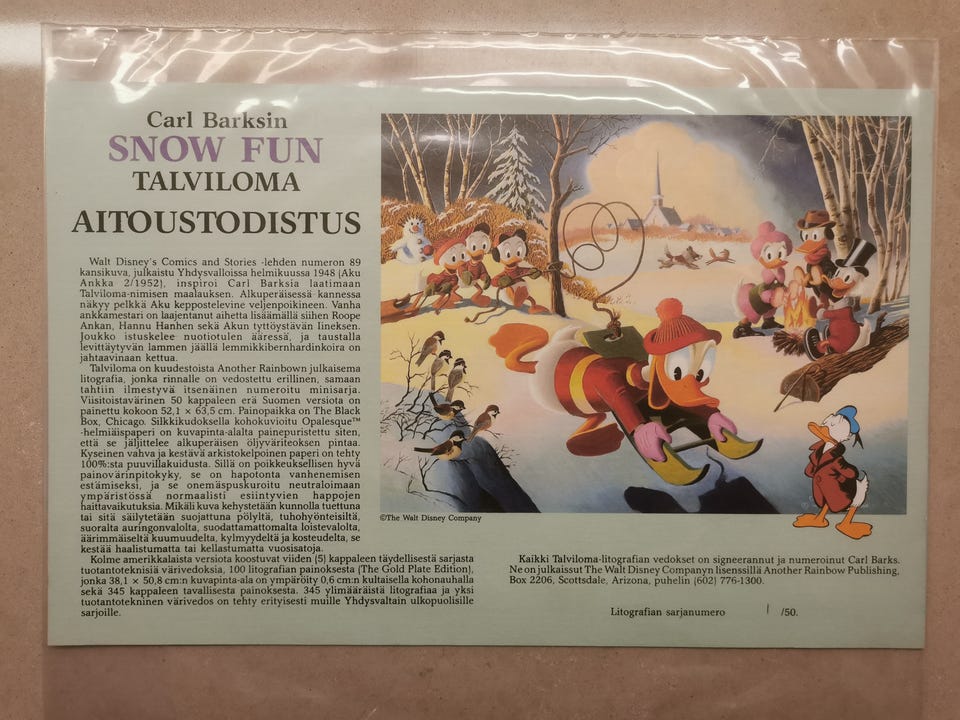 Carl Barksin
SNOW FUN
TALVILOMA
AITOUSTODISTUS
Walt Disney's Comics and Stories -lehden numeron 89
kansikuva, julkaistu Yhdysvalloissa helmikuussa 1948 (Aku
Ankka 2/1952), inspiroi Carl Barksia laatimaan
Talviloma-nimisen maalauksen. Alkuperäisessä kannessa
näkyy pelkkä Aku keppostelevine veljenpoikineen. Vanha
ankkamestari on laajentanut aihetta lisäämällä siihen Roope
Ankan, Hannu Hanhen sekä Akun tyttöystävän Iineksen.
Joukko istuskelee nuotiotulen ääressä, ja taustalla
levittäytyvän lammen jäällä lemmikkibernhardinkoira on
jahtaavinaan kettua.
Talviloma on kuudestoista Another Rainbown julkaisema
litografia, jonka rinnalle on vedostettu erillinen, samaan
aahtiin ilmestyvä itsenäinen numeroitu minisarja.
Viisitoistavärinen 50 kappaleen erä Suomen versiota on
painettu kokoon 52,1 × 63,5 cm. Painopaikka on The Black
Box, Chicago. Silkkikudoksella kohokuvioitu Opalesque™
-helmiäispaperi on kuvapinta-alalta painepuristettu siten,
että se jäljittelee alkuperäisen öljyväriteoksen pintaa.
Kyseinen vahva ja kestävä arkistokelpoinen paperi on tehty
100%:sta puuvillakuidusta. Sillä on poikkeuksellisen hyvä
painovärinpitokyky, se on hapotonta vanhenemisen
estämiseksi, ja se onemäspuskuroitu neutraloimaan
ympäristössä normaalisti esiintyvien happojen
haittavaikutuksia. Mikäli kuva kehystetään kunnolla tuettuna
tai sitä säilytetään suojattuna pölyltä, tuhohyönteisiltä,
suoralta auringonvalolta, suodattamattomalta loistevalolta,
äärimmäiseltä kuumuudelta, kylmyydeltä ja kosteudelta, se
kestää haalistumatta tai kellastumatta vuosisatoja.
Kolme amerikkalaista versiota koostuvat viiden (5) kappaleen täydellisestä sarjasta
tuotantoteknisiä värivedoksia, 100 litografian painoksesta (The Gold Plate Edition),
jonka 38,1 × 50,8 cm:n kuvapinta-ala on ympäröity 0,6 cm:n kultaisella kohonauhalla
sekä 345 kappaleen tavallisesta painoksesta. 345 ylimääräistä litografiaa ja yksi
tuotantotekninen värivedos on tehty erityisesti muille Yhdysvaltain ulkopuolisille
sarjoille.
©The Walt Disney Company
Kaikki Talviloma-litografian vedokset on signeerannut ja numeroinut Carl Barks.
Ne on julkaissut The Walt Disney Companyn lisenssillä Another Rainbow Publishing,
Box 2206, Scottsdale, Arizona, puhelin (602) 776-1300.
Litografian sarjanumero 1 /50.